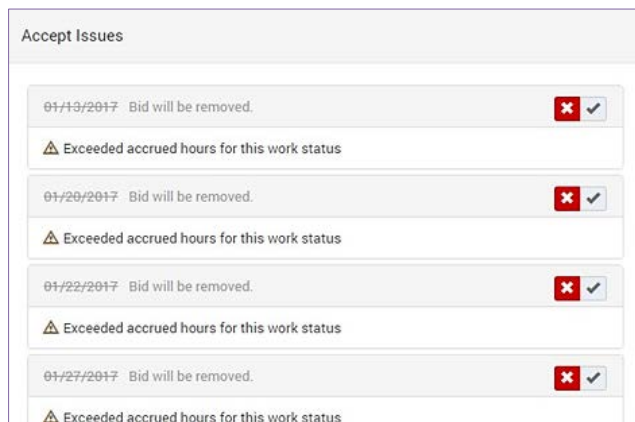 Accept Issues
01/13/2017 Bid will be removed.
Exceeded accrued hours for this work status
01/20/2017 Bid will be removed.
Exceeded accrued hours for this work status
01/22/2017 Bid will be removed.
Exceeded accrued hours for this work status
01/27/2017 Bid will be removed.
Exceeded accrued hours for this work status